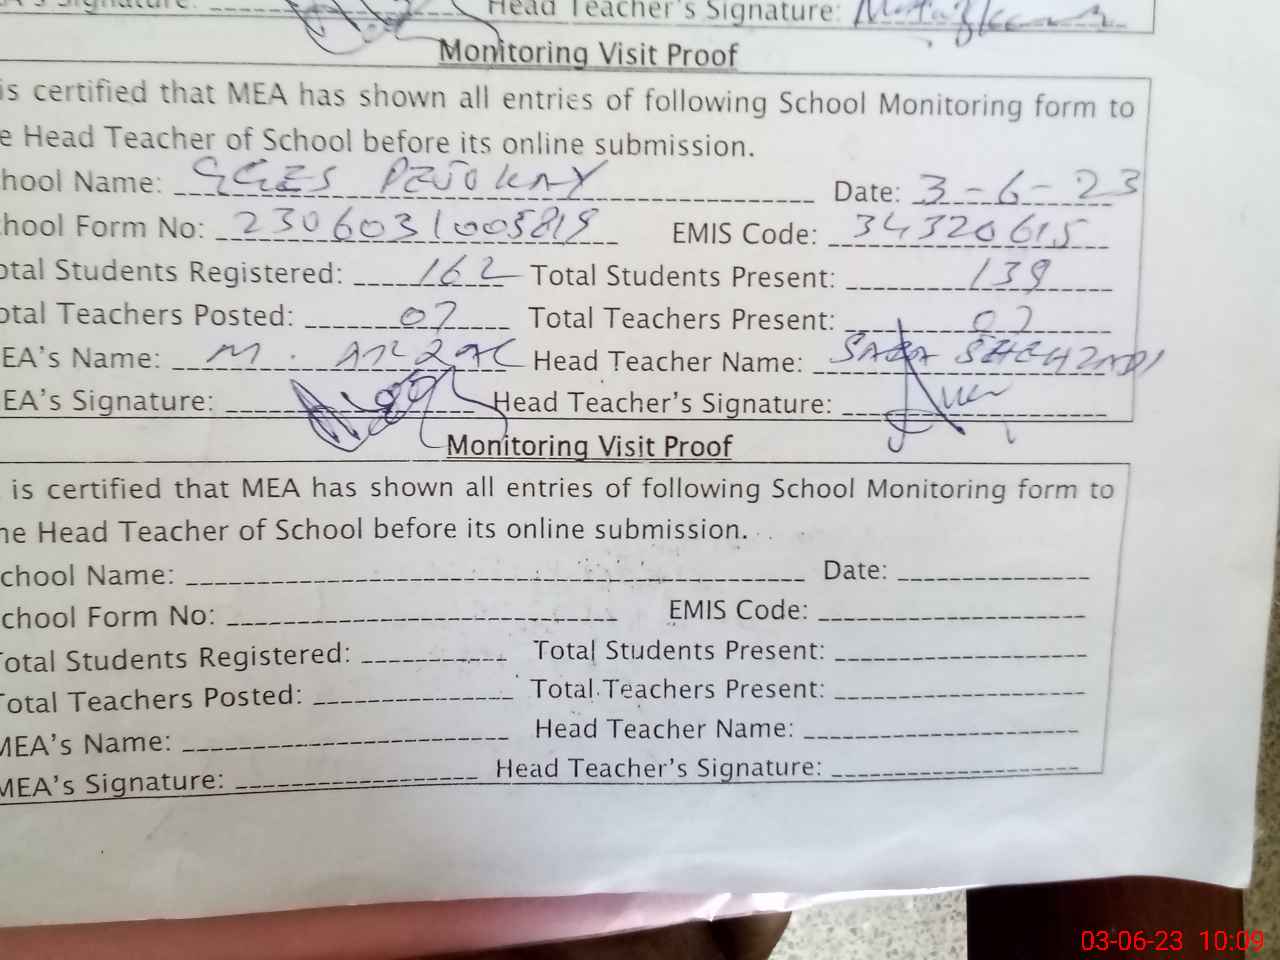 Signature: Head Teacher's Signature:
Monitoring Visit Proof
is certified that MEA has shown all entries of following School Monitoring form to
e Head Teacher of School before its online submission.
hool Name: GGES Date: 3-6-23
hool Form No: EMIS Code: 34320615
otal Students Registered: 162 Total Students Present: 139
otal Teachers Posted: 07 Total Teachers Present: 07
EA's Name: M. Head Teacher Name: SABA SHEHZADI
EA's Signature: Head Teacher's Signature:
Monitoring Visit Proof
is certified that MEA has shown all entries of following School Monitoring form to
he Head Teacher of School before its online submission.
chool Name: Date:
chool Form No: EMIS Code:
Total Students Registered: Total Students Present:
Total Teachers Posted: Total Teachers Present:
MEA's Name: Head Teacher Name:
MEA's Signature: Head Teacher's Signature:
03-06-23 10:09